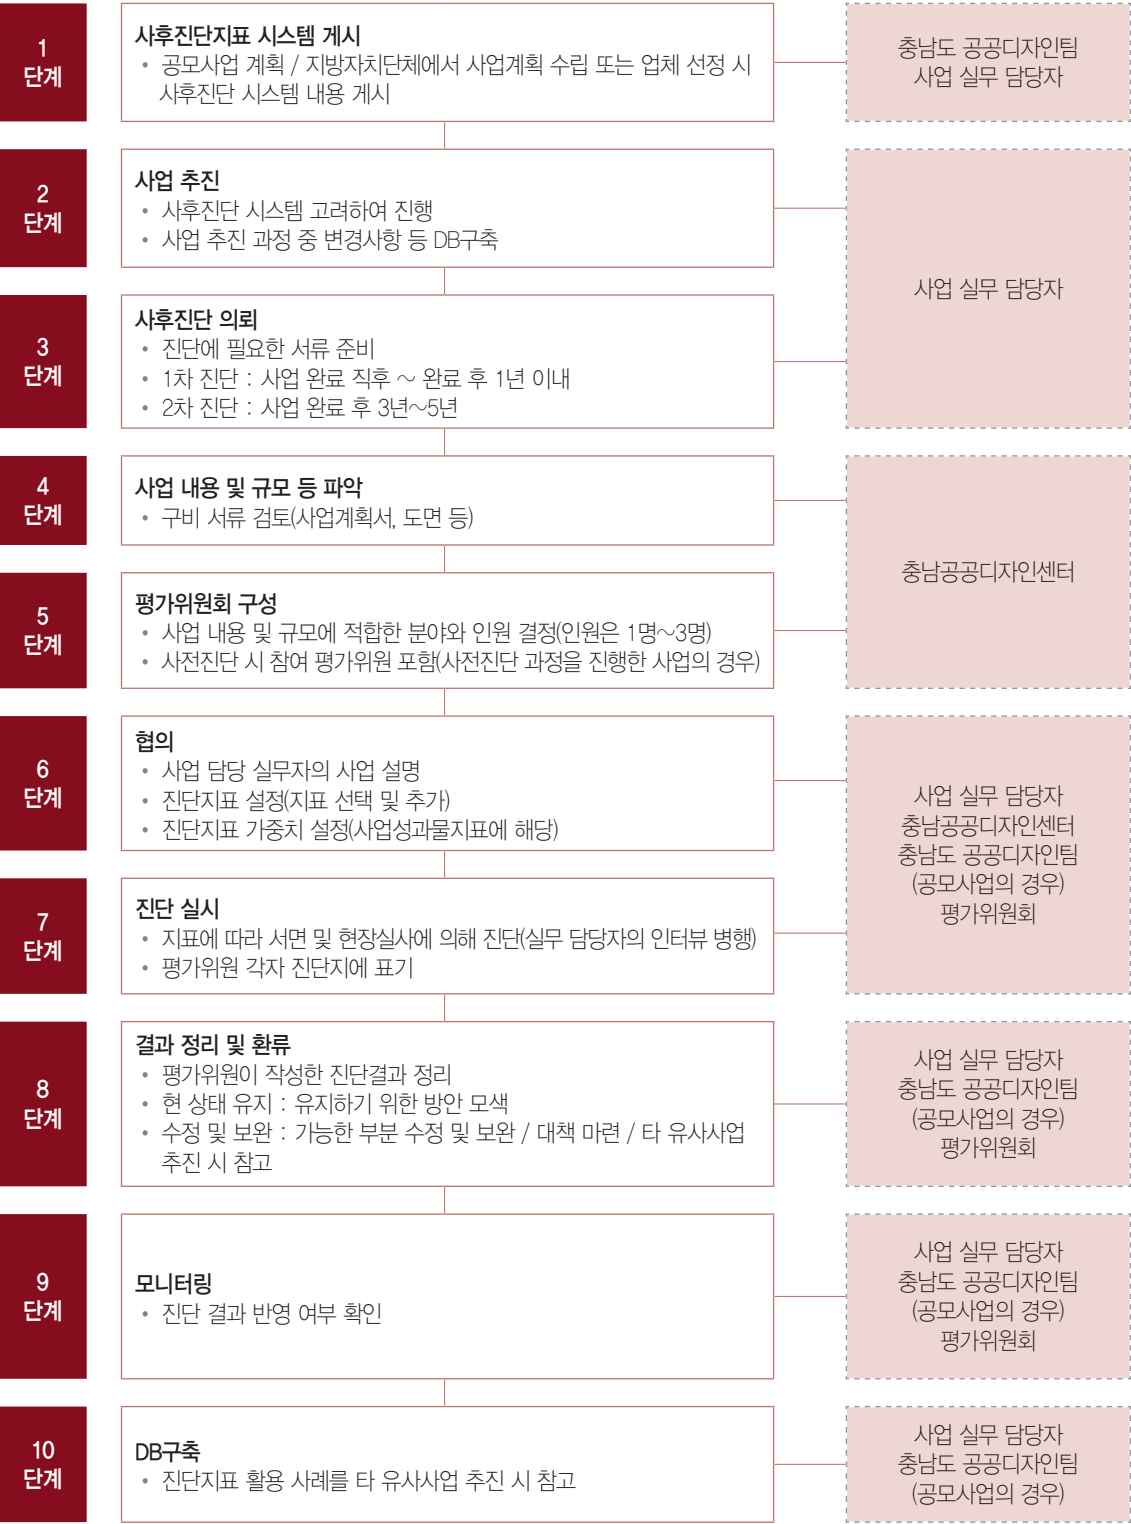 1
단계
사후진단지표 시스템 게시
• 공모사업 계획 / 지방자치단체에서 사업계획 수립 또는 업체 선정 시
사후진단 시스템 내용 게시
충남도 공공디자인팀
사업 실무 담당자
2
단계
사업 추진
• 사후진단 시스템 고려하여 진행
• 사업 추진 과정 중 변경사항 등 DB구축
사업 실무 담당자
3
단계
사후진단 의뢰
• 진단에 필요한 서류 준비
• 1차 진단 : 사업 완료 직후 ～ 완료 후 1년 이내
• 2차 진단 : 사업 완료 후 3년～5년
4
단계
사업 내용 및 규모 등 파악
• 구비 서류 검토(사업계획서, 도면 등)
충남공공디자인센터
5
단계
평가위원회 구성
• 사업 내용 및 규모에 적합한 분야와 인원 결정(인원은 1명～3명)
• 사전진단 시 참여 평가위원 포함(사전진단 과정을 진행한 사업의 경우)
6
단계
협의
• 사업 담당 실무자의 사업 설명
• 진단지표 설정(지표 선택 및 추가)
• 진단지표 가중치 설정(사업성과물지표에 해당)
사업 실무 담당자
충남공공디자인센터
충남도 공공디자인팀
(공모사업의 경우)
평가위원회
7
단계
진단 실시
• 지표에 따라 서면 및 현장실사에 의해 진단(실무 담당자의 인터뷰 병행)
• 평가위원 각자 진단지에 표기
8
단계
결과 정리 및 환류
• 평가위원이 작성한 진단결과 정리
• 현 상태 유지 : 유지하기 위한 방안 모색
• 수정 및 보완 : 가능한 부분 수정 및 보완 / 대책 마련 / 타 유사사업
추진 시 참고
사업 실무 담당자
충남도 공공디자인팀
(공모사업의 경우)
평가위원회
9
단계
모니터링
• 진단 결과 반영 여부 확인
사업 실무 담당자
충남도 공공디자인팀
(공모사업의 경우)
평가위원회
10
단계
DB구축
• 진단지표 활용 사례를 타 유사사업 추진 시 참고
사업 실무 담당자
충남도 공공디자인팀
(공모사업의 경우)